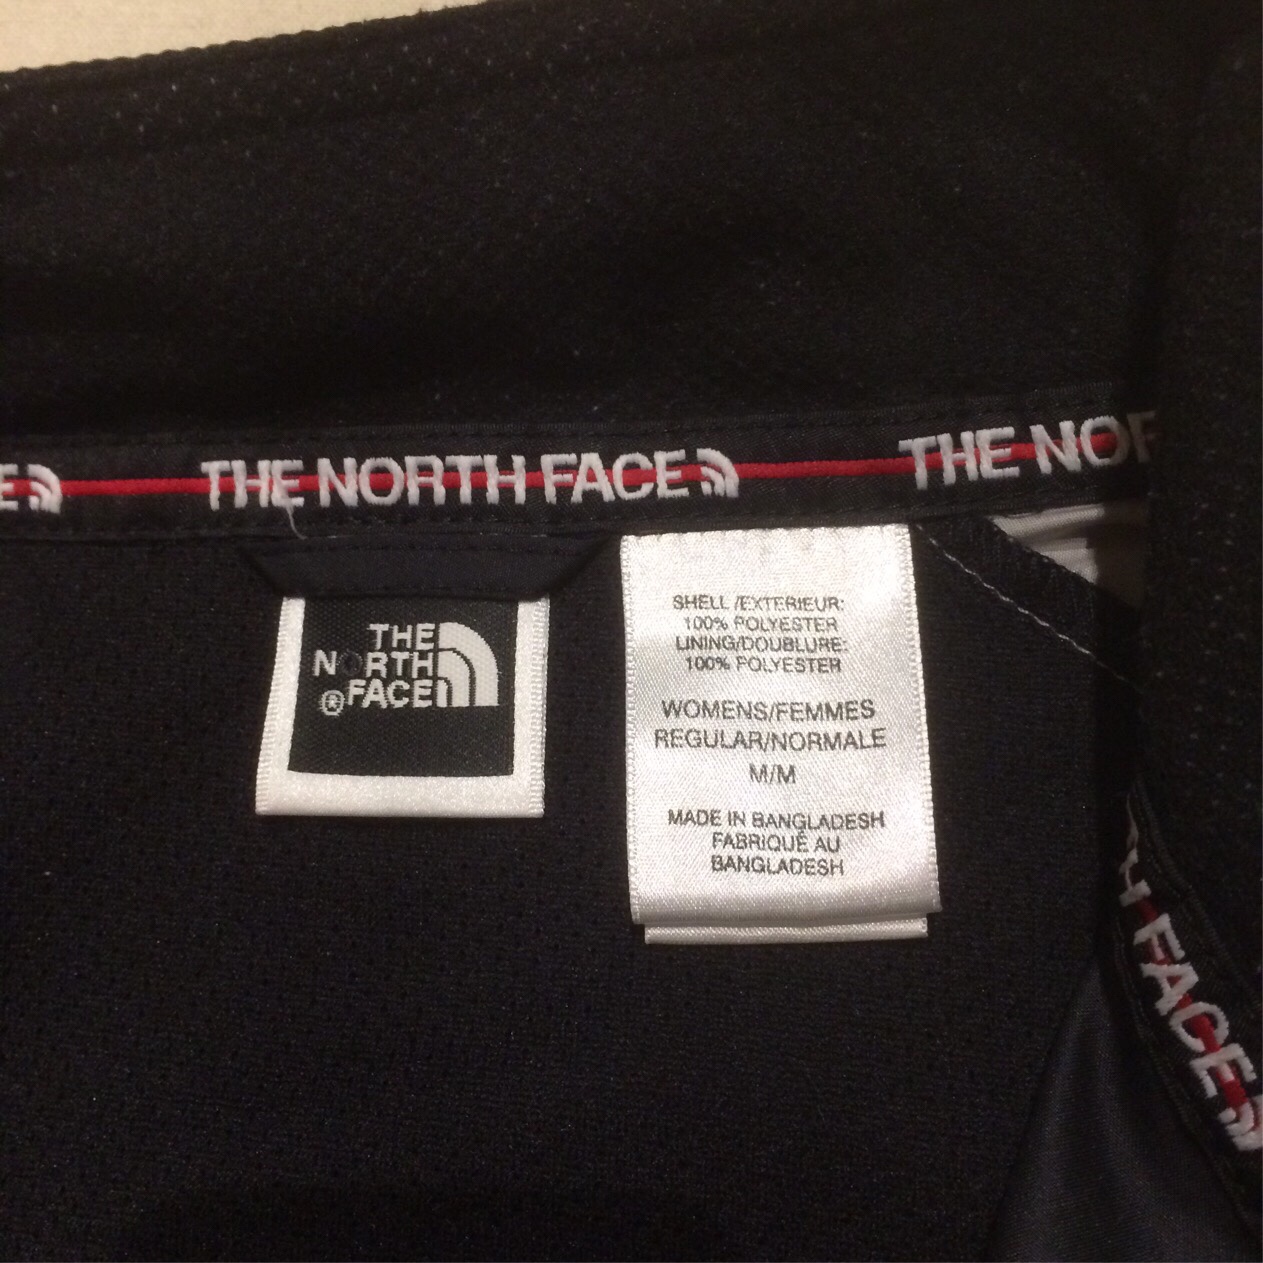 E
THE NORTH FACE
THE NOF
THE
NORTH
® FACE
SHELL /EXTERIEUR:
100% POLYESTER
LINING/DOUBLURE:
100% POLYESTER
WOMENS/FEMMES
REGULAR/NORMALE
M/M
MADE IN BANGLADESH
FABRIQUÉ AU
BANGLADESH
H FACE